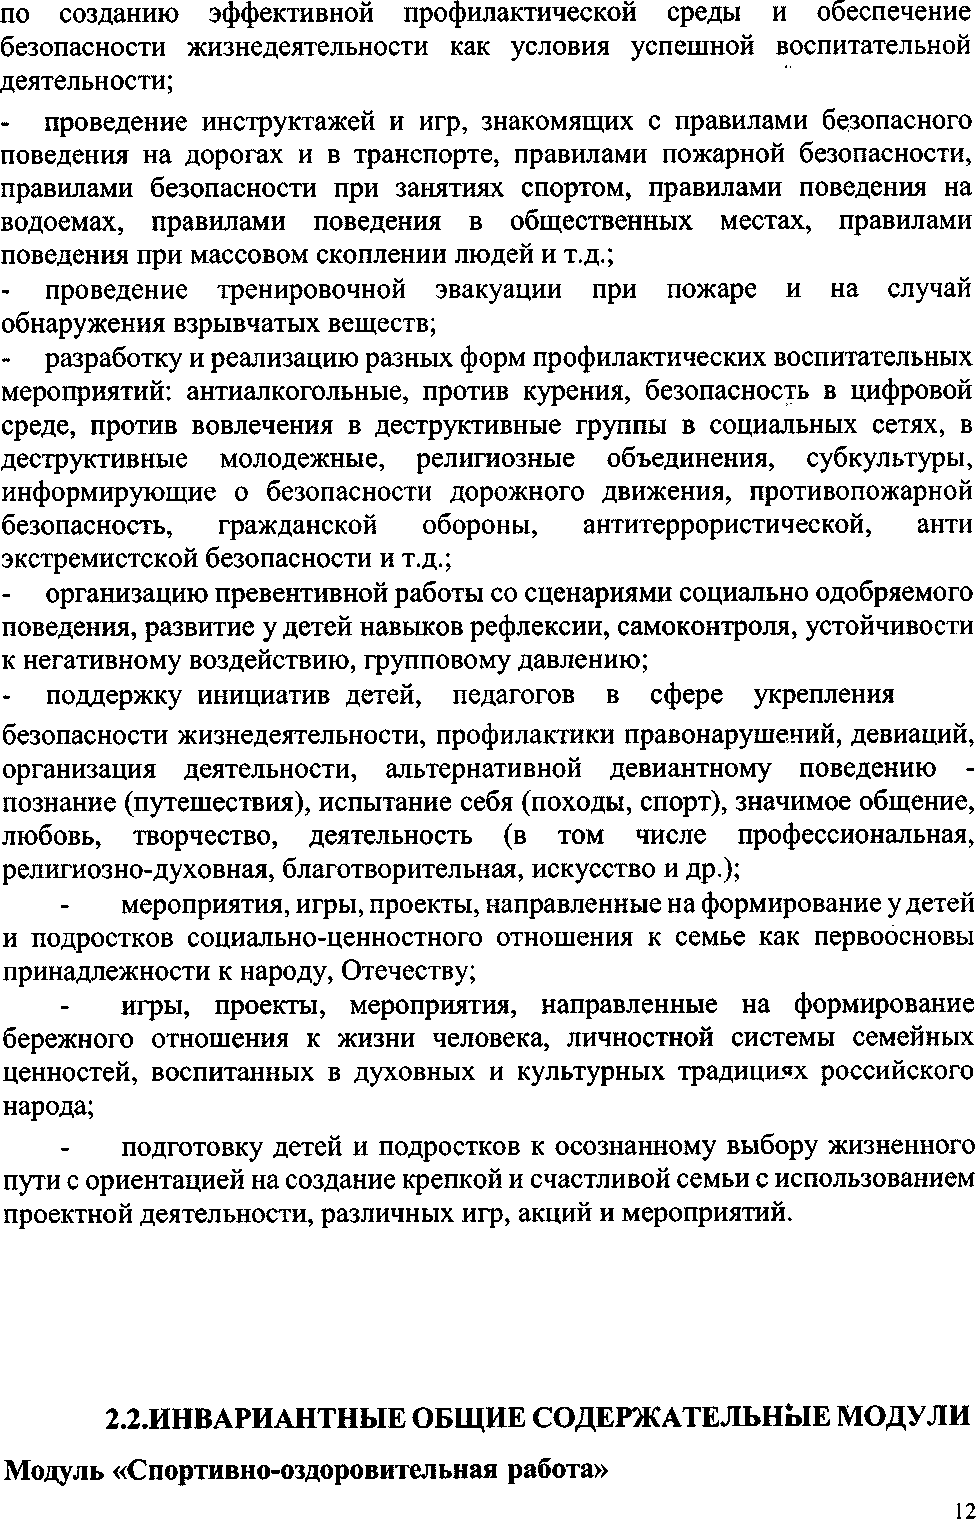 по созданию эффективной профилактической среды и обеспечение
безопасности жизнедеятельности как условия успешной воспитательной
деятельности;
- проведение инструктажей и игр, знакомящих с правилами безопасного
поведения на дорогах и в транспорте, правилами пожарной безопасности,
правилами безопасности при занятиях спортом, правилами поведения на
водоемах, правилами поведения в общественных местах, правилами
поведения при массовом скоплении людей и т.д.;
- проведение тренировочной эвакуации при пожаре и на случай
обнаружения взрывчатых веществ;
- разработку и реализацию разных форм профилактических воспитательных
мероприятий: антиалкогольные, против курения, безопасность в цифровой
среде, против вовлечения в деструктивные группы в социальных сетях, в
деструктивные молодежные, религиозные объединения, субкультуры,
информирующие о безопасности дорожного движения, противопожарной
безопасность, гражданской обороны, антитеррористической, анти
экстремистской безопасности и т.д.;
- организацию превентивной работы со сценариями социально одобряемого
поведения, развитие у детей навыков рефлексии, самоконтроля, устойчивости
к негативному воздействию, групповому давлению;
- поддержку инициатив детей, педагогов в сфере укрепления
безопасности жизнедеятельности, профилактики правонарушений, девиаций,
организация деятельности, альтернативной девиантному поведению -
познание (путешествия), испытание себя (походы, спорт), значимое общение,
любовь, творчество, деятельность (в том числе профессиональная,
религиозно-духовная, благотворительная, искусство и др.);
- мероприятия, игры, проекты, направленные на формирование у детей
и подростков социально-ценностного отношения к семье как первоосновы
принадлежности к народу, Отечеству;
- игры, проекты, мероприятия, направленные на формирование
бережного отношения к жизни человека, личностной системы семейных
ценностей, воспитанных в духовных и культурных традициях российского
народа;
- подготовку детей и подростков к осознанному выбору жизненного
пути с ориентацией на создание крепкой и счастливой семьи с использованием
проектной деятельности, различных игр, акций и мероприятий.
2.2.ИНВАРИАНТНЫЕ ОБЩИЕ СОДЕРЖАТЕЛЬНЫЕ МОДУЛИ
Модуль «Спортивно-оздоровительная работа»
12